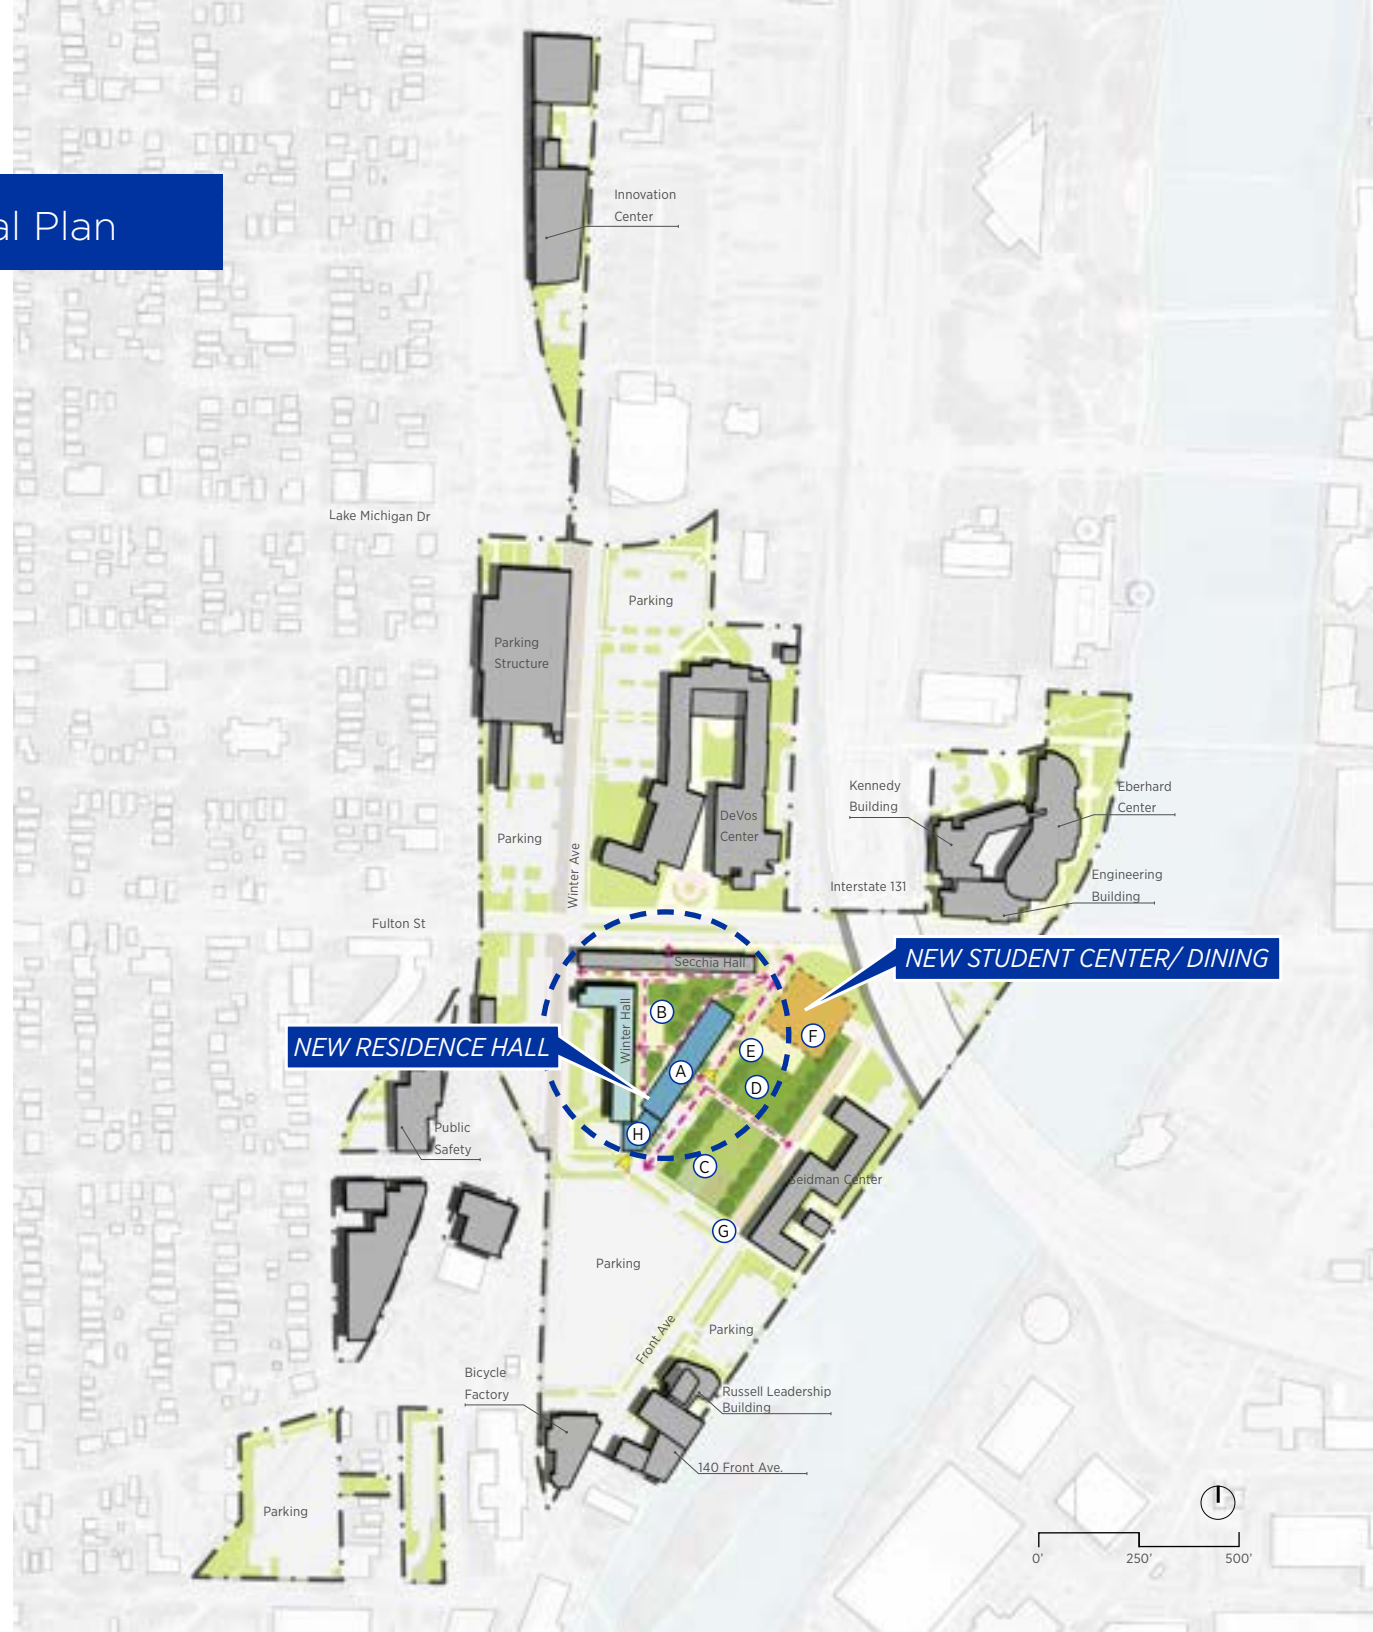 Innovation
Center
al Plan
Lake Michigan Dr
Parking
Parking
Structure
Kennedy
Building
Eberhard
Center
DeVos
Center
Parking
Winter Ave
Engineering
Building
Interstate 131
Fulton St
NEW STUDENT CENTER/ DINING
Secchia Hall
B
Winter Hall
F
NEW RESIDENCE HALL
E
A
D
Public
Safety
H
C
Seidman Center
G
Parking
Front Ave
Parking
Bicycle
Factory
Russell Leadership
Building
140 Front Ave.
Parking
0'
250'
500'